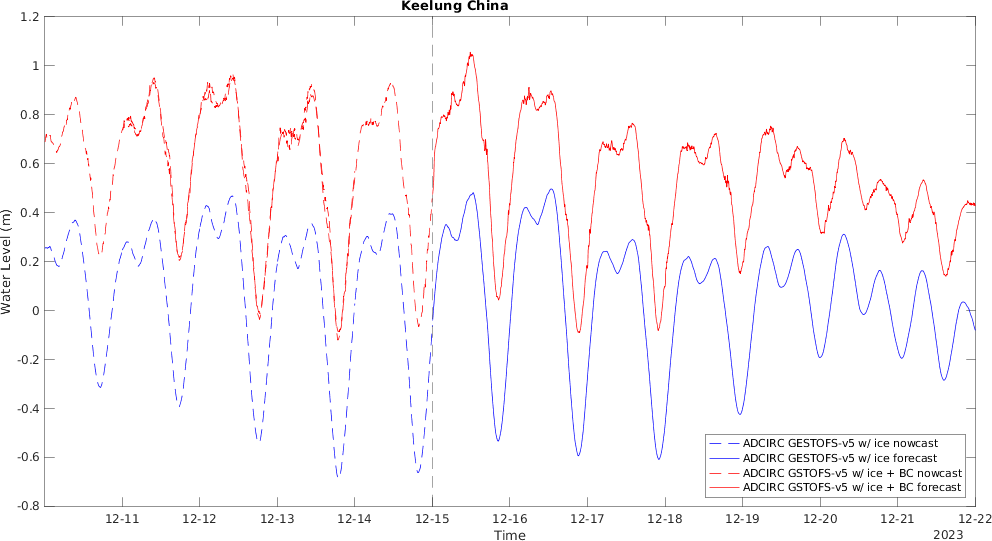 Keelung China
1.2
1
0.8
0.6
0.4
0.2
0
-0.2
-0.4
-0.6
-0.8
Water Level (m)
ADCIRC GESTOFS-v5 w/ ice nowcast
ADCIRC GESTOFS-v5 w/ ice forecast
ADCIRC GSTOFS-v5 w/ ice + BC nowcast
ADCIRC GSTOFS-v5 w/ ice + BC forecast
12-11 12-12 12-13 12-14 12-15 12-16 12-17 12-18 12-19 12-20 12-21 12-22
Time
2023